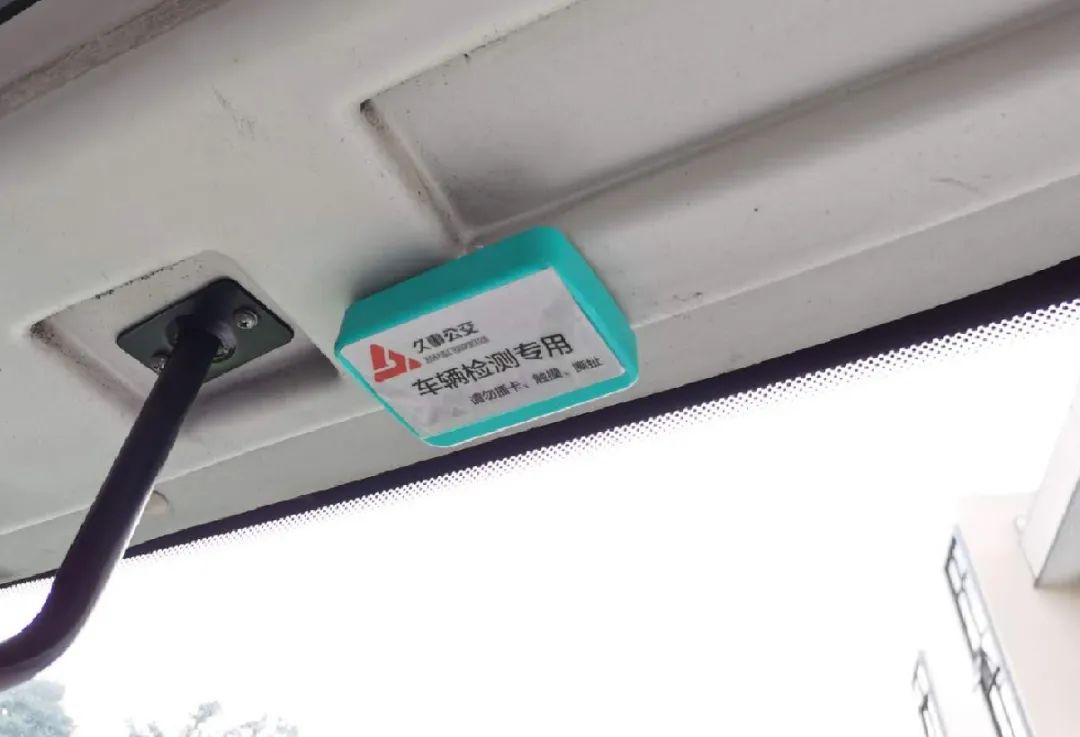 久事公交
车辆检测专用
请勿插卡、触摸、撕扯